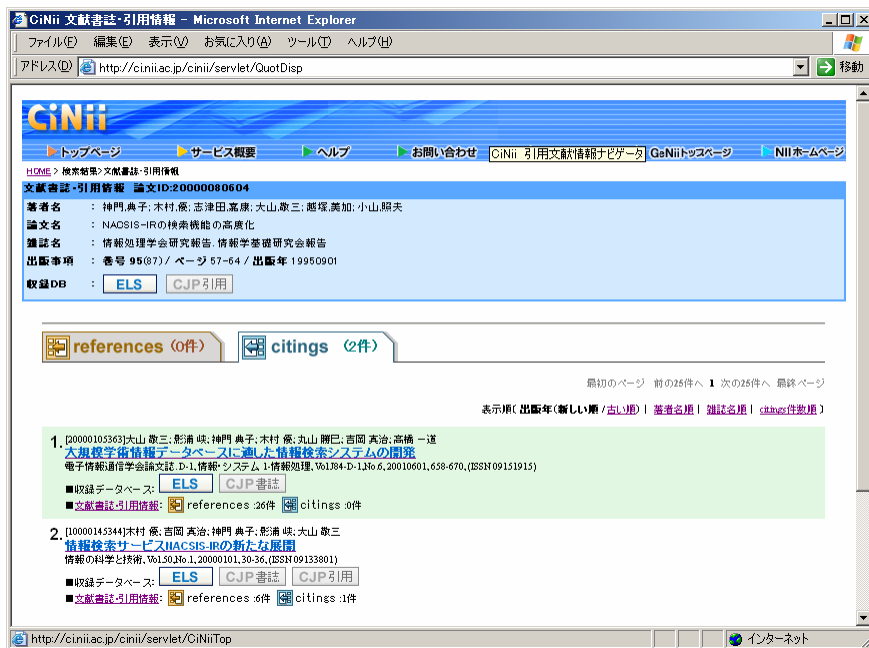 CiNii 文献書誌・引用情報 - Microsoft Internet Explorer
ファイル(F) 編集(E) 表示(V) お気に入り(A) ツール(T) ヘルプ(H)
アドレス(D) http://ci.nii.ac.jp/cinii/servlet/QuotDisp 移動
CiNii
トップページ サービス概要 ヘルプ お問い合わせ CiNii 引用文献情報ナビゲータ GeNiiトップページ NIIホームページ
HOME > 検索結果>文献書誌・引用情報
文献書誌・引用情報 論文ID:20000080604
著者名 : 神門,典子; 木村,優; 志津田,嘉康; 大山,敬三; 越塚,美加; 小山,照夫
論文名 : NACSIS-IRの検索機能の高度化
雑誌名 : 情報処理学会研究報告. 情報学基礎研究会報告
出版事項 : 巻号 95(87)/ ページ 57-64 / 出版年 19950901
収録DB : ELS CJP引用
references (0件) citings (2件)
最初のページ 前の25件へ 1 次の25件へ 最終ページ
表示順( 出版年(新しい順 / 古い順) | 著者名順 | 雑誌名順 | citings件数順 )
1. [20000105363]大山 敬三; 影浦 峡; 神門 典子; 木村 優; 丸山 勝巳; 吉岡 真治; 高橋 一道
大規模学術情報データベースに適した情報検索システムの開発
電子情報通信学会論文誌. D-1, 情報・システム 1-情報処理, Vol.J84-D-1,No.6, 20010601, 658-670, (ISSN 09151915)
■収録データベース: ELS CJP書誌
■文献書誌・引用情報: references :26件 citings :0件
2. [10000145344]木村 優; 吉岡 真治; 神門 典子; 影浦 峡; 大山 敬三
情報検索サービスNACSIS-IRの新たな展開
情報の科学と技術, Vol.50,No.1, 20000101, 30-36, (ISSN 09133801)
■収録データベース: ELS CJP書誌 CJP引用
■文献書誌・引用情報: references :6件 citings :1件
http://ci.nii.ac.jp/cinii/servlet/CiNiiTop インターネット